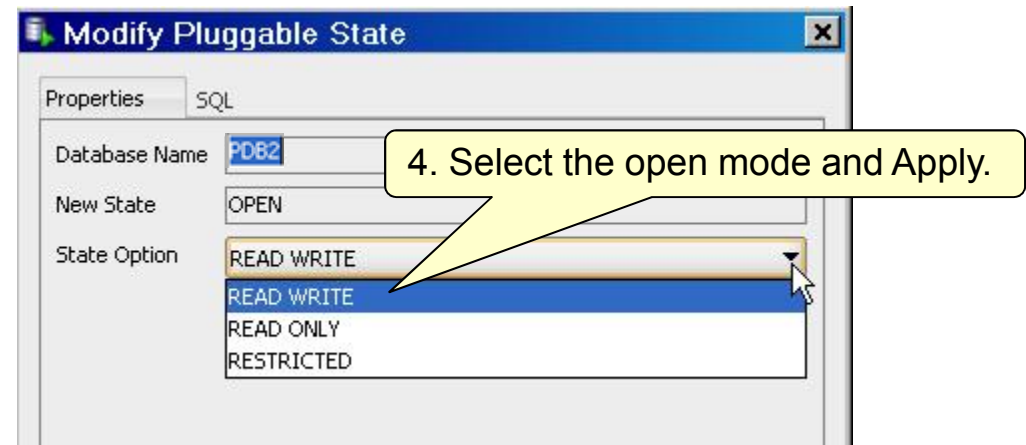 Modify Pluggable State
Properties SQL
Database Name PDB2
4. Select the open mode and Apply.
New State OPEN
State Option READ WRITE
READ WRITE
READ ONLY
RESTRICTED